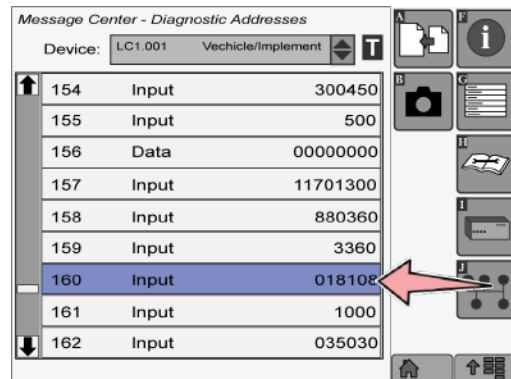 Message Center - Diagnostic Addresses
Device: LC1.001 Vechicle/Implement T
154 Input 300450
155 Input 500
156 Data 00000000
157 Input 11701300
158 Input 880360
159 Input 3360
160 Input 018108
161 Input 1000
162 Input 035030
A
F
i
B
G
H
I
J